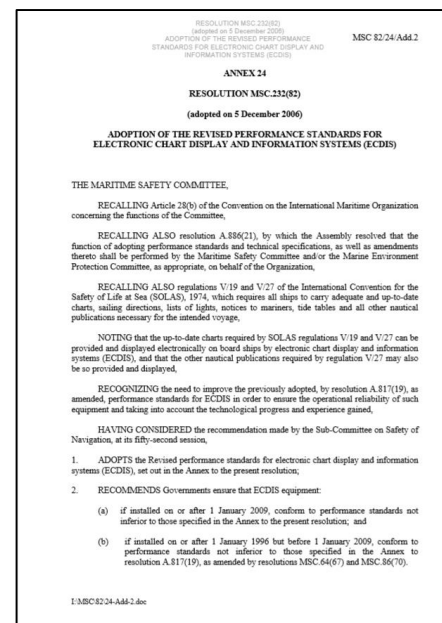 RESOLUTION MSC.232(82)
(adopted on 5 December 2006)
ADOPTION OF THE REVISED PERFORMANCE
STANDARDS FOR ELECTRONIC CHART DISPLAY AND
INFORMATION SYSTEMS (ECDIS)
MSC 82/24/Add.2
ANNEX 24
RESOLUTION MSC.232(82)
(adopted on 5 December 2006)
ADOPTION OF THE REVISED PERFORMANCE STANDARDS FOR
ELECTRONIC CHART DISPLAY AND INFORMATION SYSTEMS (ECDIS)
THE MARITIME SAFETY COMMITTEE,
RECALLING Article 28(b) of the Convention on the International Maritime Organization
concerning the functions of the Committee,
RECALLING ALSO resolution A.886(21), by which the Assembly resolved that the
function of adopting performance standards and technical specifications, as well as amendments
thereto shall be performed by the Maritime Safety Committee and/or the Marine Environment
Protection Committee, as appropriate, on behalf of the Organization,
RECALLING ALSO regulations V/19 and V/27 of the International Convention for the
Safety of Life at Sea (SOLAS), 1974, which requires all ships to carry adequate and up-to-date
charts, sailing directions, lists of lights, notices to mariners, tide tables and all other nautical
publications necessary for the intended voyage,
NOTING that the up-to-date charts required by SOLAS regulations V/19 and V/27 can be
provided and displayed electronically on board ships by electronic chart display and information
systems (ECDIS), and that the other nautical publications required by regulation V/27 may also
be so provided and displayed,
RECOGNIZING the need to improve the previously adopted, by resolution A.817(19), as
amended, performance standards for ECDIS in order to ensure the operational reliability of such
equipment and taking into account the technological progress and experience gained,
HAVING CONSIDERED the recommendation made by the Sub-Committee on Safety of
Navigation, at its fifty-second session,
1. ADOPTS the Revised performance standards for electronic chart display and information
systems (ECDIS), set out in the Annex to the present resolution;
2. RECOMMENDS Governments ensure that ECDIS equipment:
(a) if installed on or after 1 January 2009, conform to performance standards not
inferior to those specified in the Annex to the present resolution; and
(b) if installed on or after 1 January 1996 but before 1 January 2009, conform to
performance standards not inferior to those specified in the Annex to
resolution A.817(19), as amended by resolutions MSC.64(67) and MSC.86(70).
I:\MSC\82\24-Add-2.doc